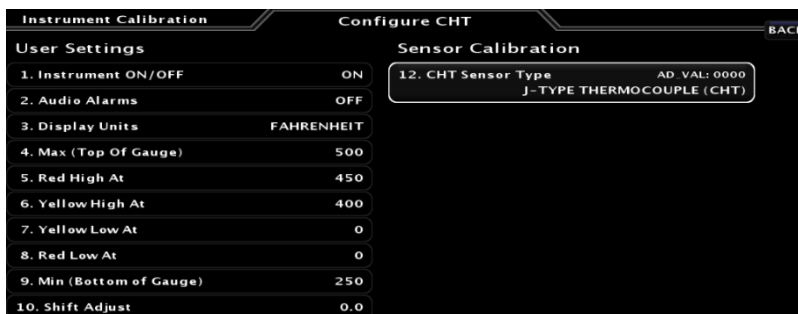 Instrument Calibration
Configure CHT
User Settings
Sensor Calibration
1. Instrument ON/OFF ON
2. Audio Alarms OFF
3. Display Units FAHRENHEIT
4. Max (Top Of Gauge) 500
5. Red High At 450
6. Yellow High At 400
7. Yellow Low At 0
8. Red Low At 0
9. Min (Bottom of Gauge) 250
10. Shift Adjust 0.0
12. CHT Sensor Type AD_VAL: 0000
J-TYPE THERMOCOUPLE (CHT)